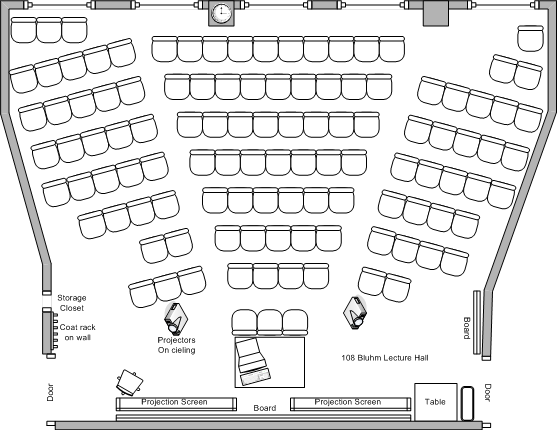 Storage
Closet
Coat rack
on wall
Projectors
On cieling
Board
108 Bluhm Lecture Hall
Door
Projection Screen
Board
Projection Screen
Table
Door